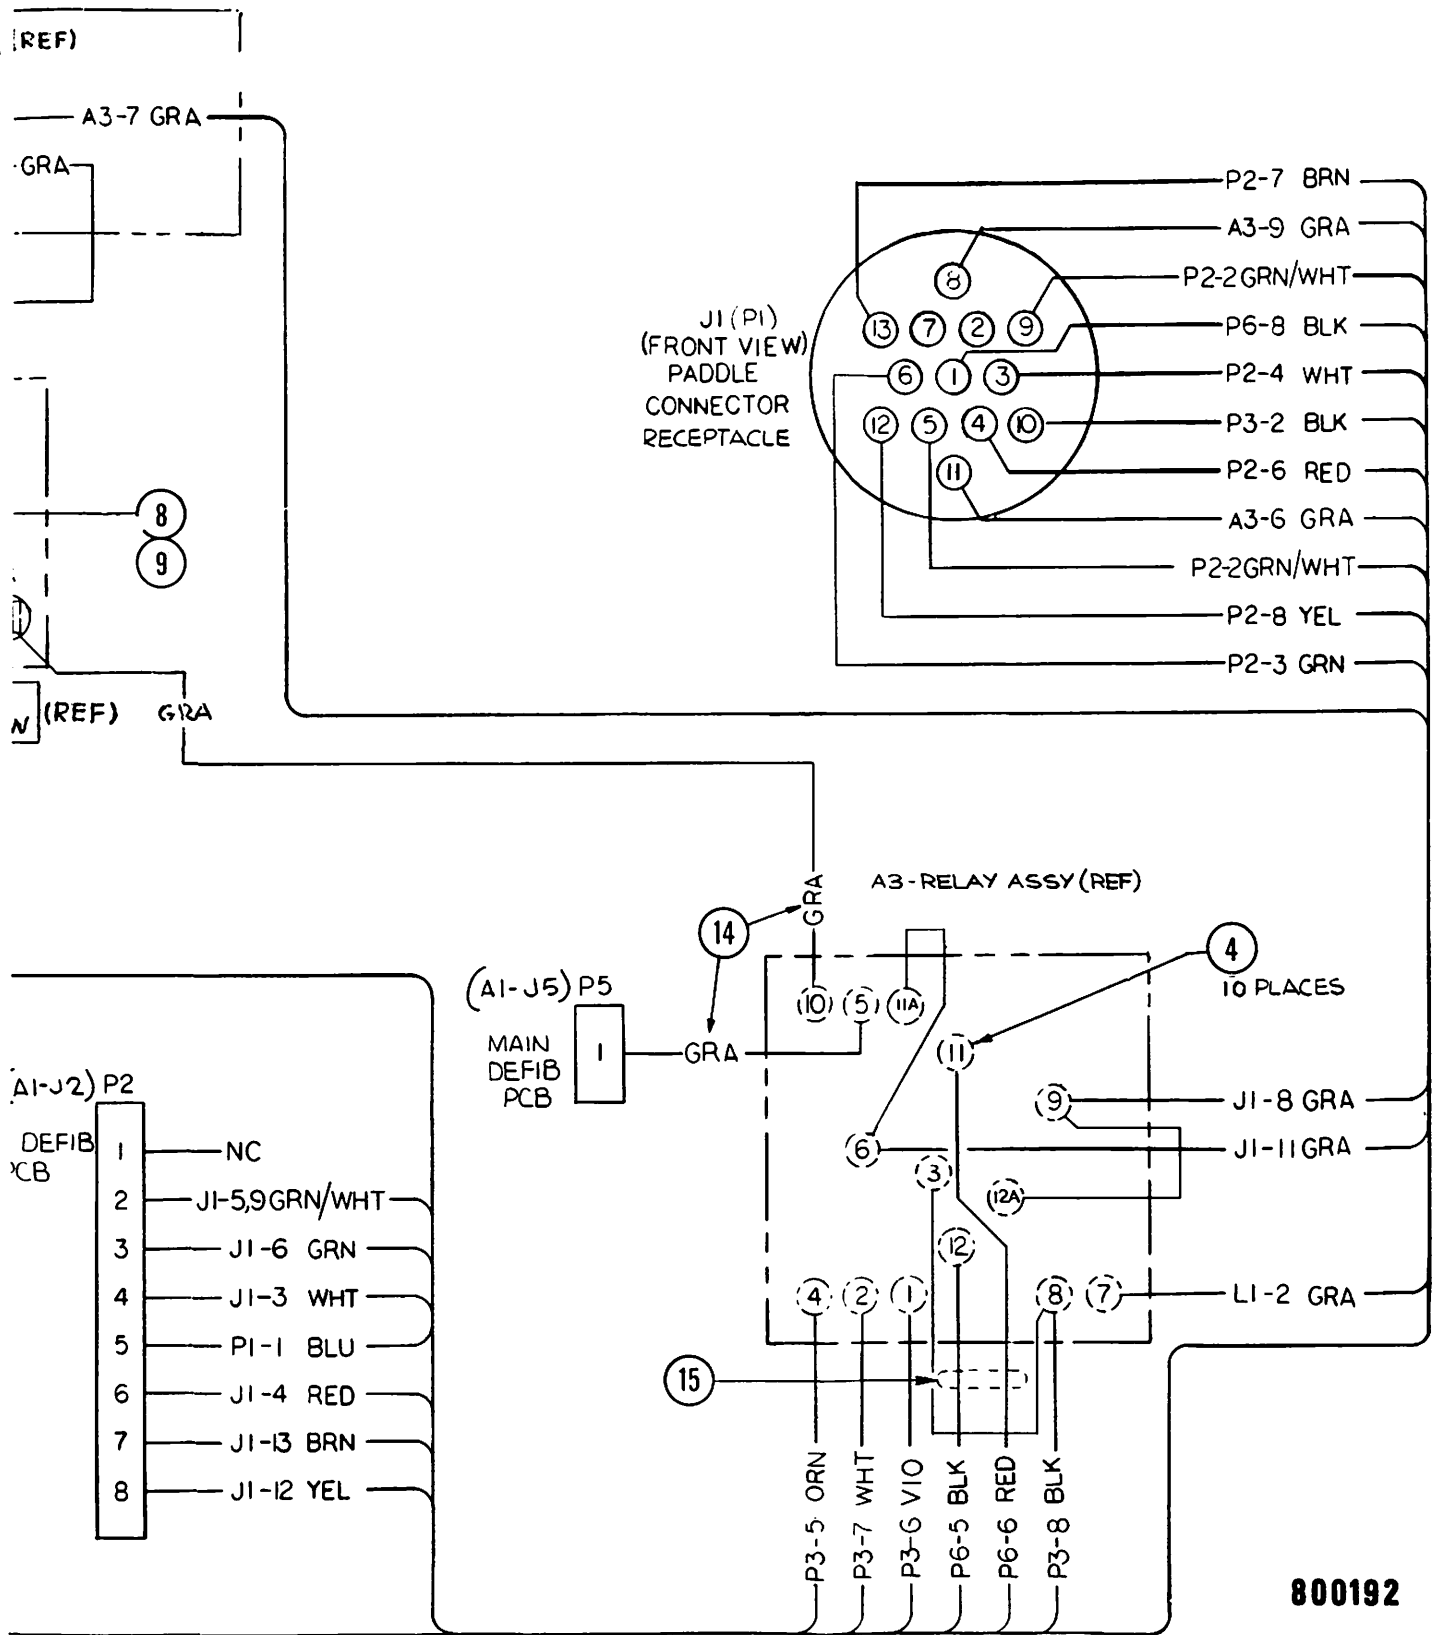 (REF)
A3-7 GRA
GRA
8
9
(REF)
GRA
J1 (P1)
(FRONT VIEW)
PADDLE
CONNECTOR
RECEPTACLE
8
13 7 2 9
6 1 3
12 5 4 10
11
P2-7 BRN
A3-9 GRA
P2-2 GRN/WHT
P6-8 BLK
P2-4 WHT
P3-2 BLK
P2-6 RED
A3-6 GRA
P2-2 GRN/WHT
P2-8 YEL
P2-3 GRN
A3-RELAY ASSY (REF)
GRA
14
4
10 PLACES
(A1-J5) P5
MAIN
DEFIB
PCB
1
GRA
10 5 11A
11
9
J1-8 GRA
6
J1-11 GRA
3
12A
12
4 2 1 8 7
L1-2 GRA
15
P3-5 ORN
P3-7 WHT
P3-6 VIO
P6-5 BLK
P6-6 RED
P3-8 BLK
A1-J2) P2
DEFIB
PCB
1 NC
2 J1-5,9 GRN/WHT
3 J1-6 GRN
4 J1-3 WHT
5 P1-1 BLU
6 J1-4 RED
7 J1-13 BRN
8 J1-12 YEL
800192